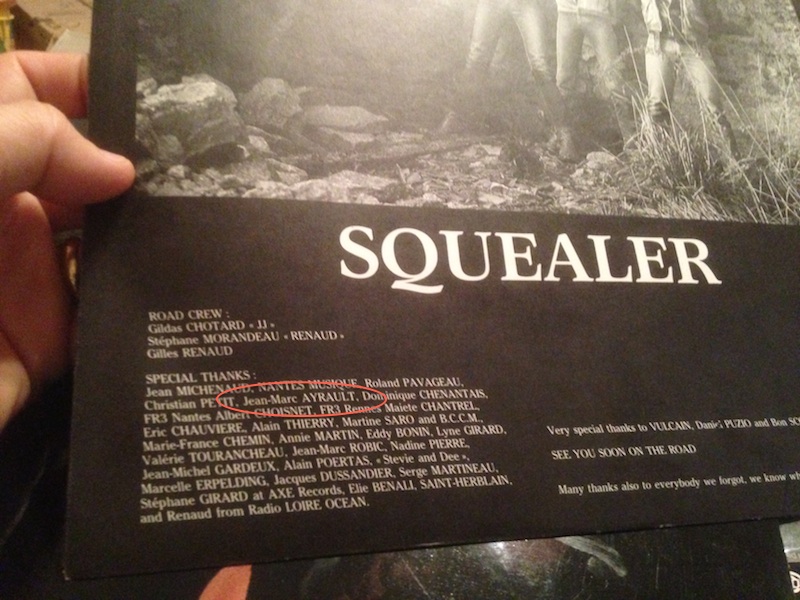 SQUEALER
ROAD CREW :
Gildas CHOTARD « JJ »
Stéphane MORANDEAU « RENAUD »
Gilles RENAUD
SPECIAL THANKS :
Jean MICHENAUD, NANTES MUSIQUE, Roland PAVAGEAU,
Christian PETIT, Jean-Marc AYRAULT, Dominique CHENANTAIS,
FR3 Nantes Albert CHOISNET, FR3 Rennes Maiete CHANTREL,
Eric CHAUVIERE, Alain THIERRY, Martine SARO and B.C.C.M.,
Marie-France CHEMIN, Annie MARTIN, Eddy BONIN, Lyne GIRARD,
Valérie TOURANCHEAU, Jean-Marc ROBIC, Nadine PIERRE,
Jean-Michel GARDEUX, Alain POERTAS, « Stevie and Dee »,
Marcelle ERPELDING, Jacques DUSSANDIER, Serge MARTINEAU,
Stéphane GIRARD at AXE Records, Elie BENALI, SAINT-HERBLAIN,
and Renaud from Radio LOIRE OCEAN.
Very special thanks to VULCAIN, PUZIO and Bon
SEE YOU SOON ON THE ROAD
Many thanks also to everybody we forgot, we know